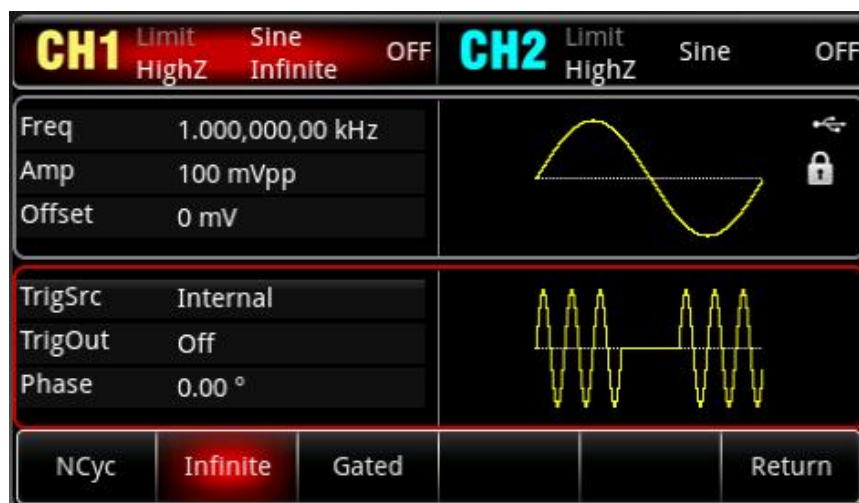 CH1 Limit Sine OFF CH2 Limit Sine OFF
HighZ Infinite HighZ
Freq 1.000,000,00 kHz
Amp 100 mVpp
Offset 0 mV
TrigSrc Internal
TrigOut Off
Phase 0.00 °
NCyc Infinite Gated Return